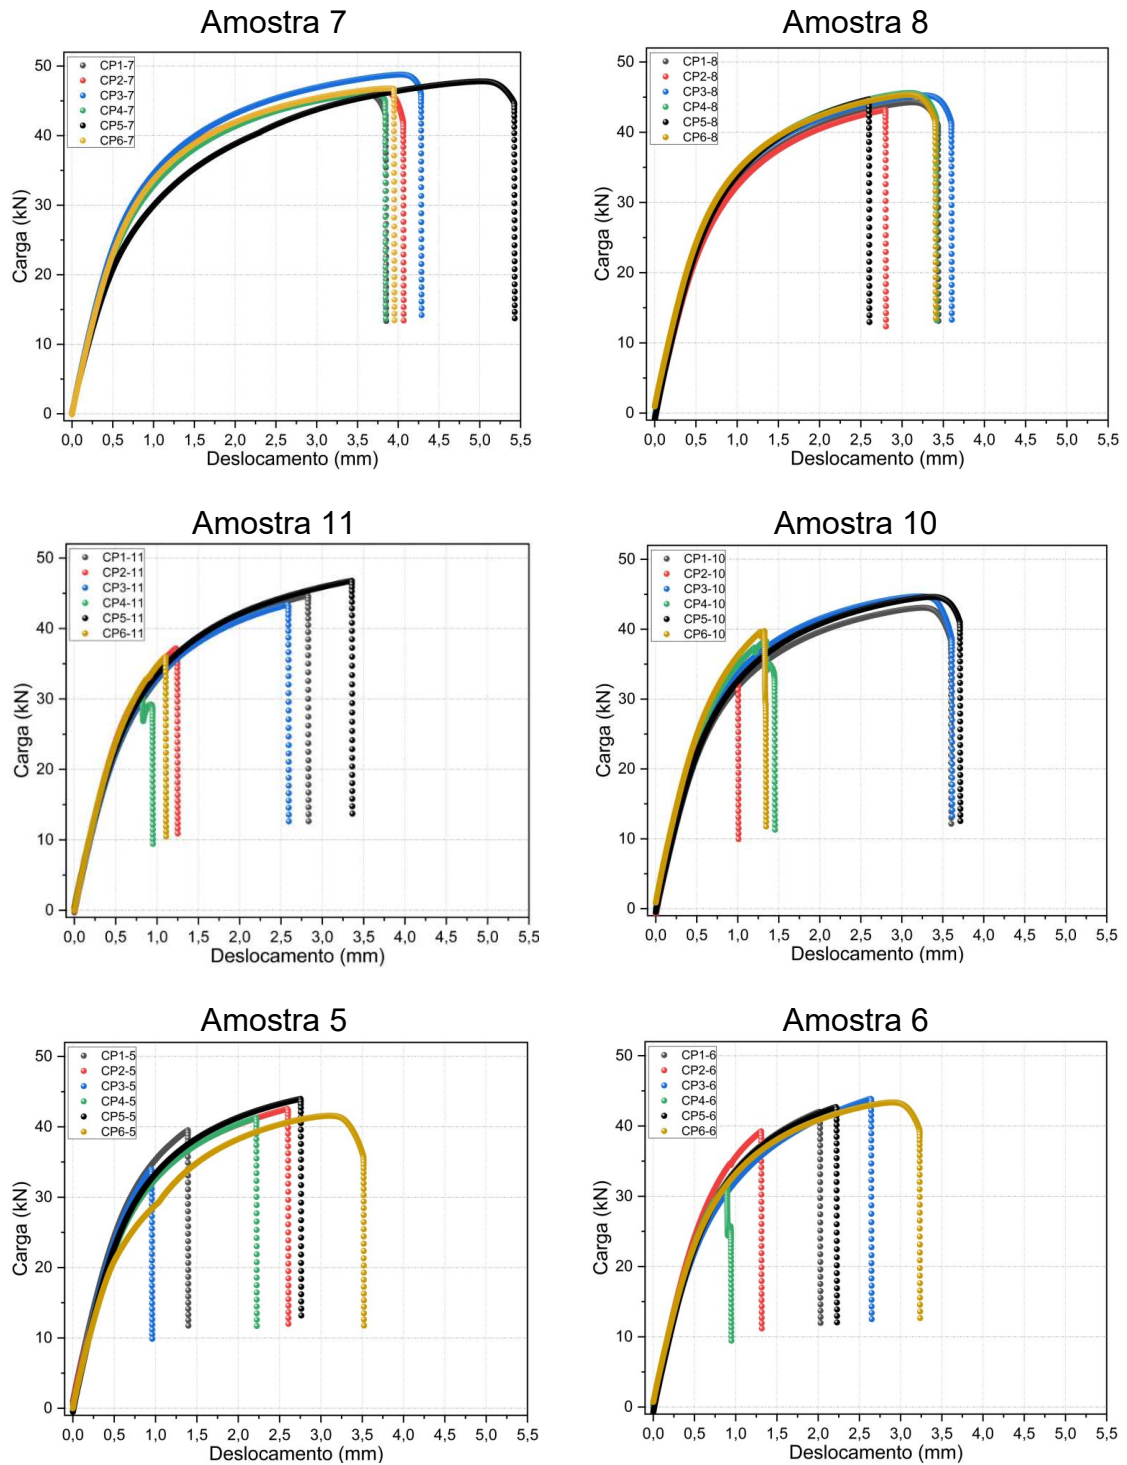 Amostra 7
CP1-7
CP2-7
CP3-7
CP4-7
CP5-7
CP6-7
Carga (kN)
50
40
30
20
10
0
0,0 0,5 1,0 1,5 2,0 2,5 3,0 3,5 4,0 4,5 5,0 5,5
Deslocamento (mm)
Amostra 8
CP1-8
CP2-8
CP3-8
CP4-8
CP5-8
CP6-8
Carga (kN)
50
40
30
20
10
0
0,0 0,5 1,0 1,5 2,0 2,5 3,0 3,5 4,0 4,5 5,0 5,5
Deslocamento (mm)
Amostra 11
CP1-11
CP2-11
CP3-11
CP4-11
CP5-11
CP6-11
Carga (kN)
50
40
30
20
10
0
0,0 0,5 1,0 1,5 2,0 2,5 3,0 3,5 4,0 4,5 5,0 5,5
Deslocamento (mm)
Amostra 10
CP1-10
CP2-10
CP3-10
CP4-10
CP5-10
CP6-10
Carga (kN)
50
40
30
20
10
0
0,0 0,5 1,0 1,5 2,0 2,5 3,0 3,5 4,0 4,5 5,0 5,5
Deslocamento (mm)
Amostra 5
CP1-5
CP2-5
CP3-5
CP4-5
CP5-5
CP6-5
Carga (kN)
50
40
30
20
10
0
0,0 0,5 1,0 1,5 2,0 2,5 3,0 3,5 4,0 4,5 5,0 5,5
Deslocamento (mm)
Amostra 6
CP1-6
CP2-6
CP3-6
CP4-6
CP5-6
CP6-6
Carga (kN)
50
40
30
20
10
0
0,0 0,5 1,0 1,5 2,0 2,5 3,0 3,5 4,0 4,5 5,0 5,5
Deslocamento (mm)